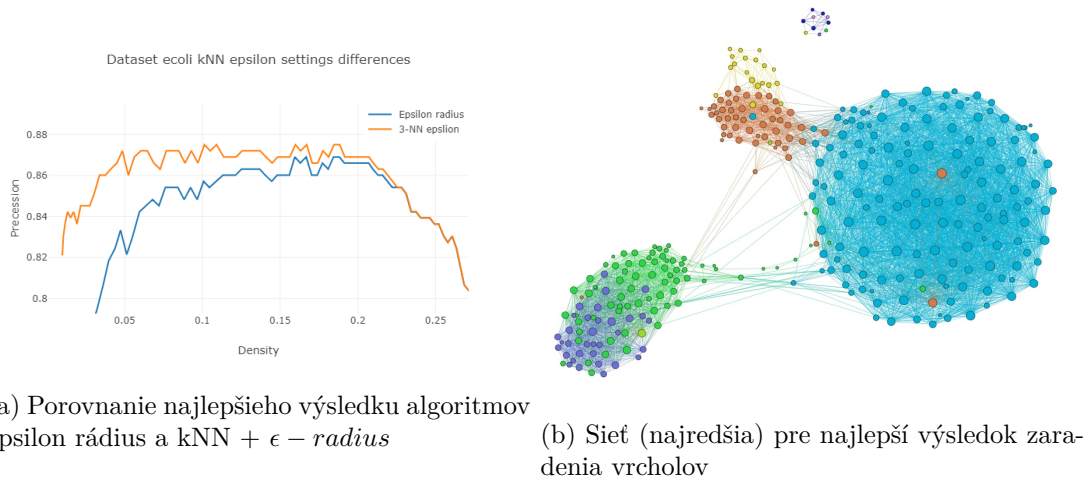 Dataset ecoli kNN epsilon settings differences
Epsilon radius
3-NN epslion
0.88
0.86
0.84
0.82
0.8
Precession
0.05
0.1
0.15
0.2
0.25
Density
a) Porovnanie najlepšieho výsledku algoritmov
psilon rádius a kNN + ϵ − radius
(b) Sieť (najredšia) pre najlepší výsledok zara-
denia vrcholov